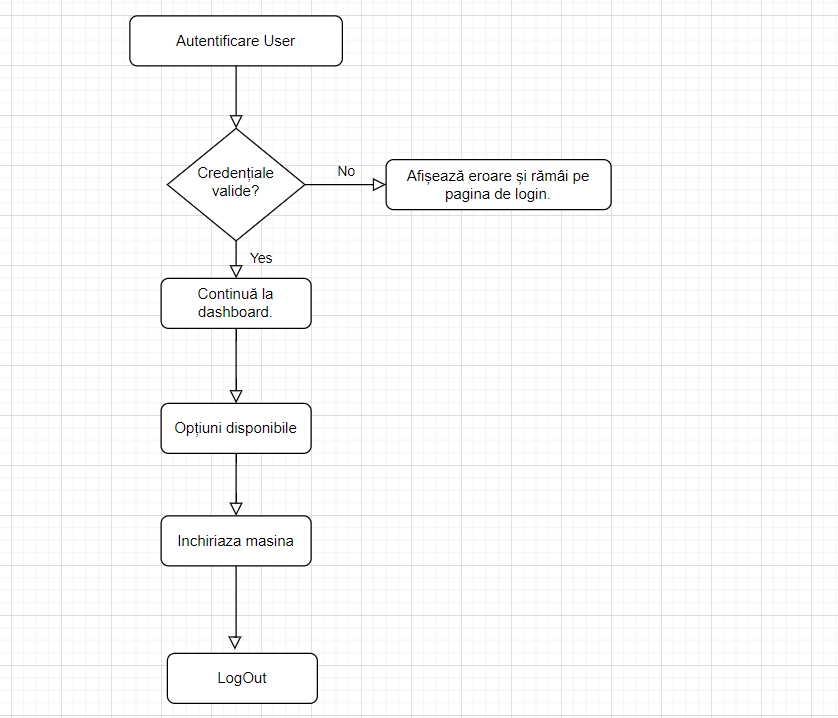 Autentificare User
Credențiale
valide?
No
Afișează eroare și rămâi pe
pagina de login.
Yes
Continuă la
dashboard.
Opțiuni disponibile
Inchiriaza masina
LogOut